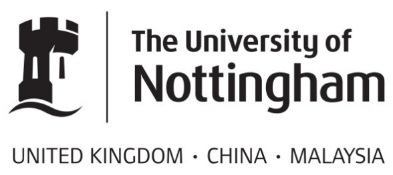 The University of
Nottingham
UNITED KINGDOM · CHINA · MALAYSIA